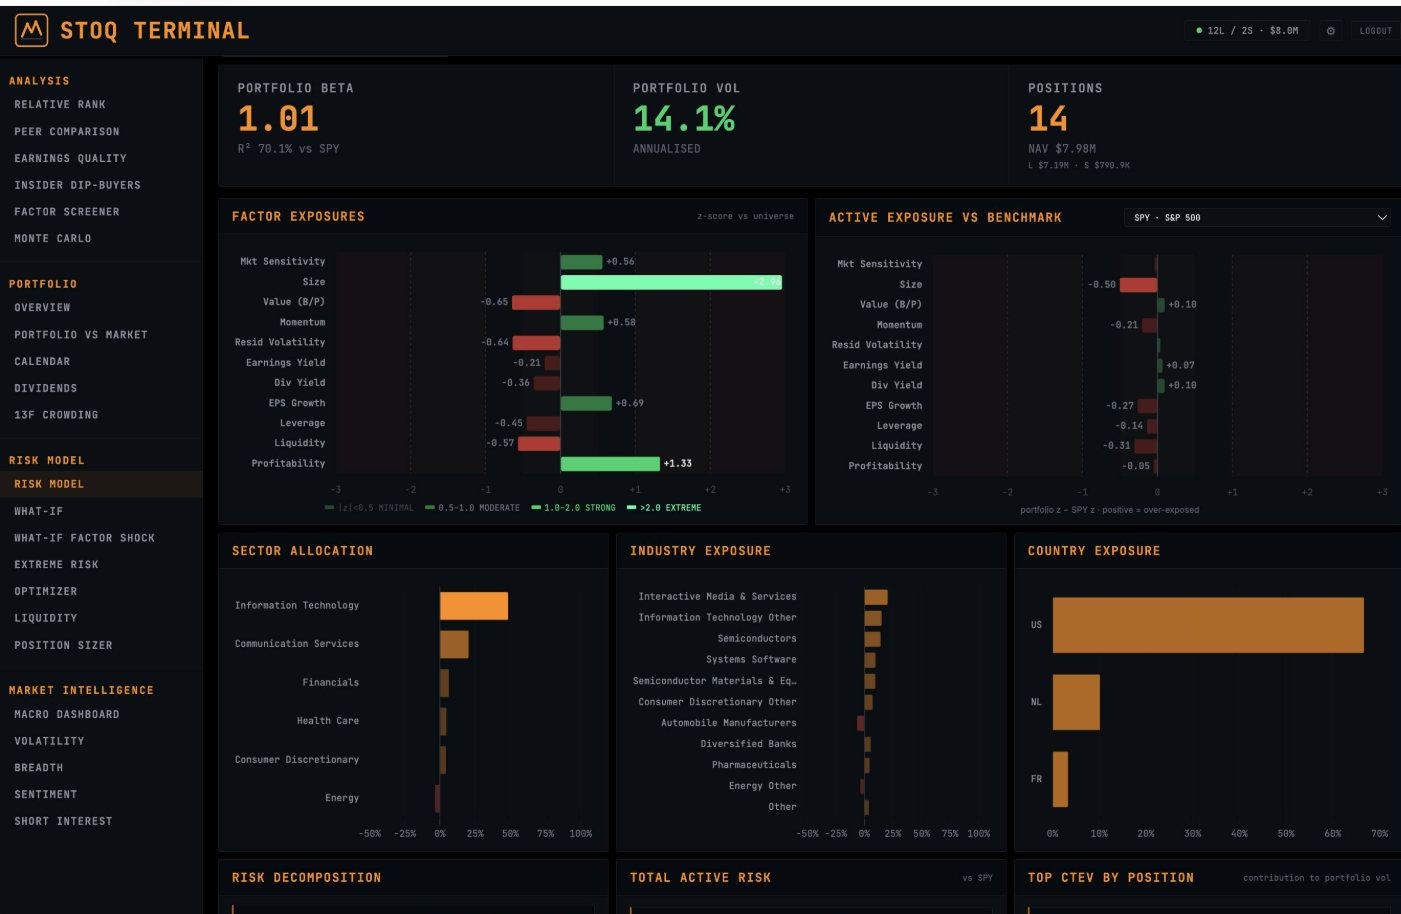 STOQ TERMINAL
12L / 2S · $8.0M
LOGOUT
ANALYSIS
RELATIVE RANK
PEER COMPARISON
EARNINGS QUALITY
INSIDER DIP-BUYERS
FACTOR SCREENER
MONTE CARLO
PORTFOLIO
OVERVIEW
PORTFOLIO VS MARKET
CALENDAR
DIVIDENDS
13F CROWDING
RISK MODEL
RISK MODEL
WHAT-IF
WHAT-IF FACTOR SHOCK
EXTREME RISK
OPTIMIZER
LIQUIDITY
POSITION SIZER
MARKET INTELLIGENCE
MACRO DASHBOARD
VOLATILITY
BREADTH
SENTIMENT
SHORT INTEREST
PORTFOLIO BETA
1.01
R² 70.1% vs SPY
PORTFOLIO VOL
14.1%
ANNUALISED
POSITIONS
14
NAV $7.98M
L $7.19M · S $790.9K
FACTOR EXPOSURES
z-score vs universe
Mkt Sensitivity +0.56
Size
Value (B/P) -0.65
Momentum +0.58
Resid Volatility -0.64
Earnings Yield -0.21
Div Yield -0.36
EPS Growth +0.69
Leverage -0.45
Liquidity -0.57
Profitability +1.33
-3 -2 -1 0 +1 +2 +3
|z|<0.5 MINIMAL 0.5–1.0 MODERATE 1.0–2.0 STRONG >2.0 EXTREME
ACTIVE EXPOSURE VS BENCHMARK
SPY · S&P 500
Mkt Sensitivity
Size -0.50
Value (B/P) +0.10
Momentum -0.21
Resid Volatility
Earnings Yield +0.07
Div Yield +0.10
EPS Growth -0.27
Leverage -0.14
Liquidity -0.31
Profitability -0.05
-3 -2 -1 0 +1 +2 +3
portfolio z − SPY z · positive = over-exposed
SECTOR ALLOCATION
Information Technology
Communication Services
Financials
Health Care
Consumer Discretionary
Energy
-50% -25% 0% 25% 50% 75% 100%
INDUSTRY EXPOSURE
Interactive Media & Services
Information Technology Other
Semiconductors
Systems Software
Semiconductor Materials & Eq…
Consumer Discretionary Other
Automobile Manufacturers
Diversified Banks
Pharmaceuticals
Energy Other
Other
-50% -25% 0% 25% 50% 75% 100%
COUNTRY EXPOSURE
US
NL
FR
0% 10% 20% 30% 40% 50% 60% 70%
RISK DECOMPOSITION
TOTAL ACTIVE RISK
vs SPY
TOP CTEV BY POSITION
contribution to portfolio vol